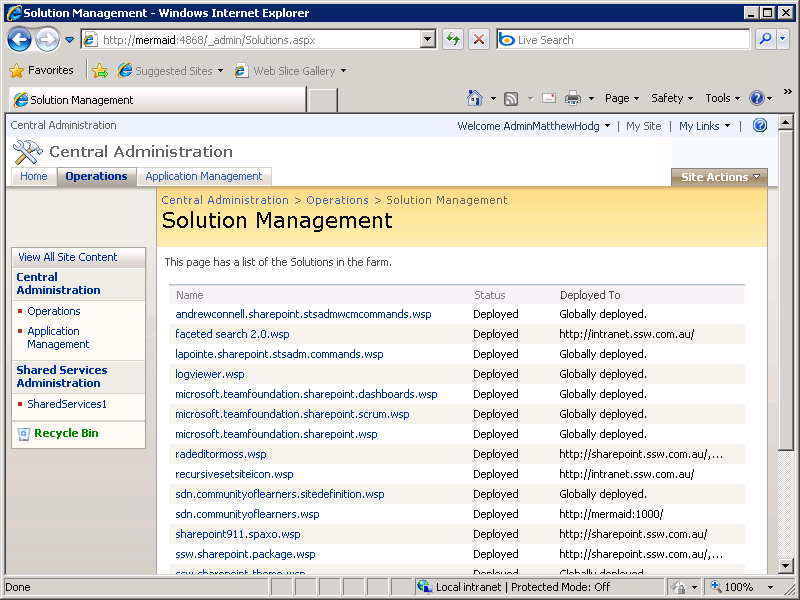 Solution Management - Windows Internet Explorer
http://mermaid:4868/_admin/Solutions.aspx
Live Search
Favorites
Suggested Sites
Web Slice Gallery
Solution Management
Page
Safety
Tools
Central Administration
Welcome AdminMatthewHodg
My Site
My Links
Central Administration
Home
Operations
Application Management
Site Actions
Central Administration > Operations > Solution Management
Solution Management
View All Site Content
Central
Administration
Operations
Application
Management
Shared Services
Administration
SharedServices1
Recycle Bin
This page has a list of the Solutions in the farm.
Name Status Deployed To
andrewconnell.sharepoint.stsadmwcmcommands.wsp Deployed Globally deployed.
faceted search 2.0.wsp Deployed http://intranet.ssw.com.au/
lapointe.sharepoint.stsadm.commands.wsp Deployed Globally deployed.
logviewer.wsp Deployed Globally deployed.
microsoft.teamfoundation.sharepoint.dashboards.wsp Deployed Globally deployed.
microsoft.teamfoundation.sharepoint.scrum.wsp Deployed Globally deployed.
microsoft.teamfoundation.sharepoint.wsp Deployed Globally deployed.
radeditormoss.wsp Deployed http://sharepoint.ssw.com.au/,...
recursivesetsiteicon.wsp Deployed http://intranet.ssw.com.au/
sdn.communityoflearners.sitedefinition.wsp Deployed Globally deployed.
sdn.communityoflearners.wsp Deployed http://mermaid:1000/
sharepoint911.spaxo.wsp Deployed http://sharepoint.ssw.com.au/
ssw.sharepoint.package.wsp Deployed http://sharepoint.ssw.com.au/,...
ssw.sharepoint.theme.wsp Deployed Globally deployed.
Done
Local intranet | Protected Mode: Off
100%